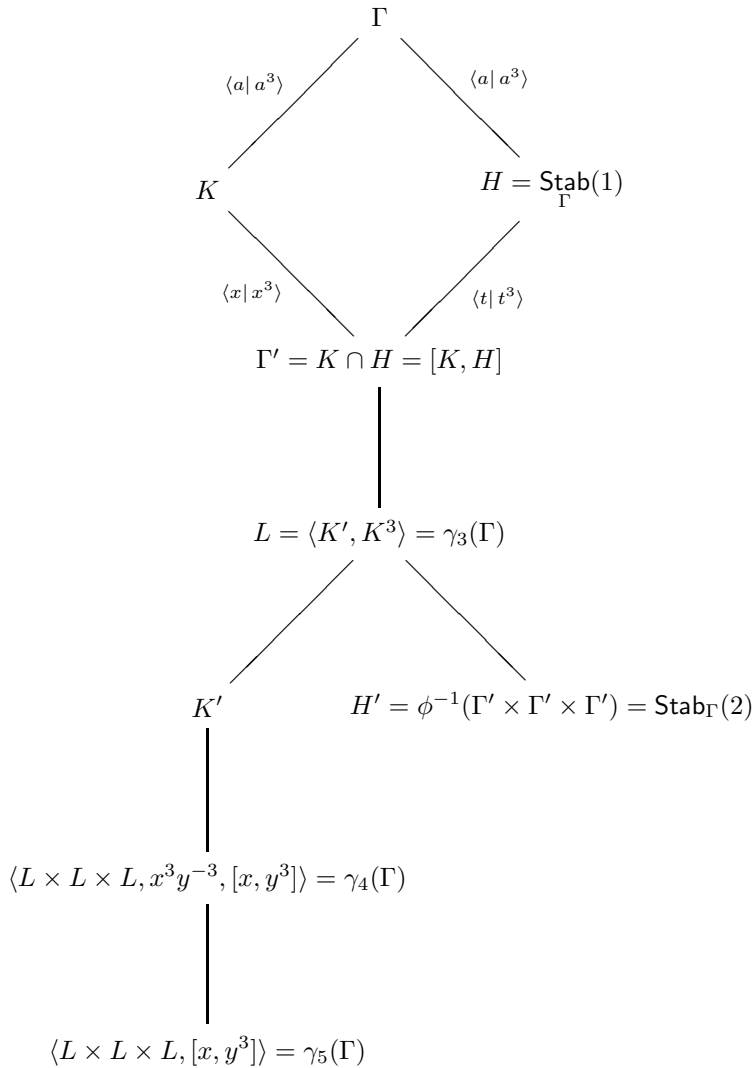 Γ
⟨a| a³⟩ ⟨a| a³⟩
K H = Stab(1)
Γ
⟨x| x³⟩ ⟨t| t³⟩
Γ′ = K ∩ H = [K, H]
L = ⟨K′, K³⟩ = γ₃(Γ)
K′ H′ = ϕ⁻¹(Γ′ × Γ′ × Γ′) = Stab_Γ(2)
⟨L × L × L, x³y⁻³, [x, y³]⟩ = γ₄(Γ)
⟨L × L × L, [x, y³]⟩ = γ₅(Γ)